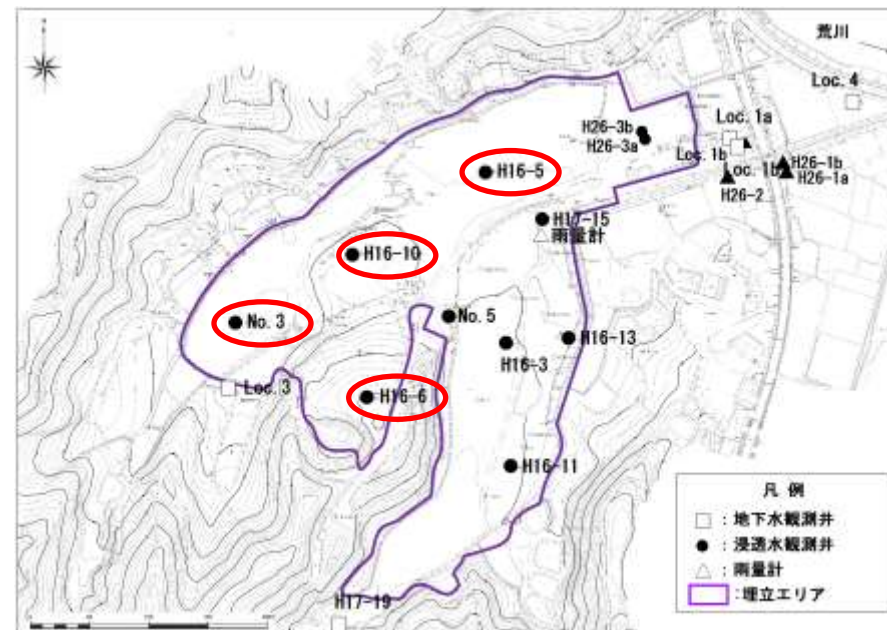 荒川
Loc. 4
Loc. 1a
H26-3b
H26-3a
Loc. 1b
Loc. 1b
H26-1b
H26-1a
H26-2
H16-5
H17-15
雨量計
H16-10
No. 3
No. 5
H16-13
H16-3
Loc. 3
H16-6
H16-11
H17-19
凡 例
□ : 地下水観測井
● : 浸透水観測井
△ : 雨量計
: 埋立エリア